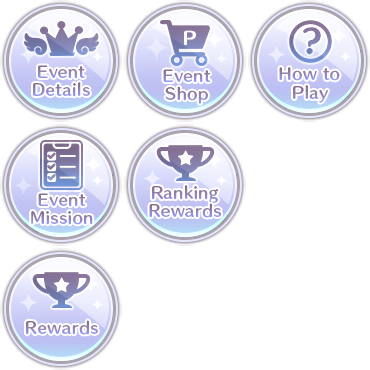 Event
Details
P
Event
Shop
?
How to
Play
Event
Mission
Ranking
Rewards
Rewards